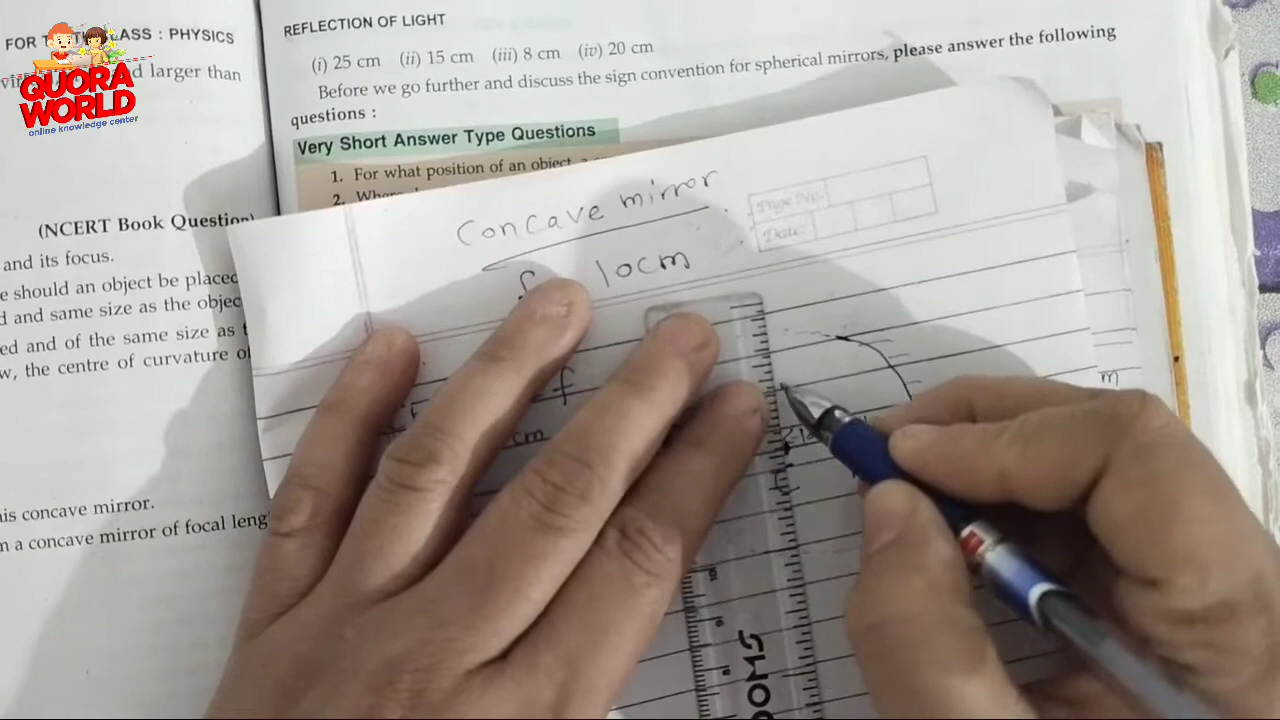 FOR T CLASS : PHYSICS
d larger than
QUORA
WORLD
online knowledge center
(NCERT Book Question)
and its focus.
e should an object be placed
d and same size as the objec
ed and of the same size as
w, the centre of curvature of
his concave mirror.
m a concave mirror of focal leng
REFLECTION OF LIGHT
(i) 25 cm (ii) 15 cm (iii) 8 cm (iv) 20 cm
Before we go further and discuss the sign convention for spherical mirrors, please answer the following
questions :
Very Short Answer Type Questions
1. For what position of an object
2.
Concave mirror
Page No.
Date:
f 10cm
f
cm
m